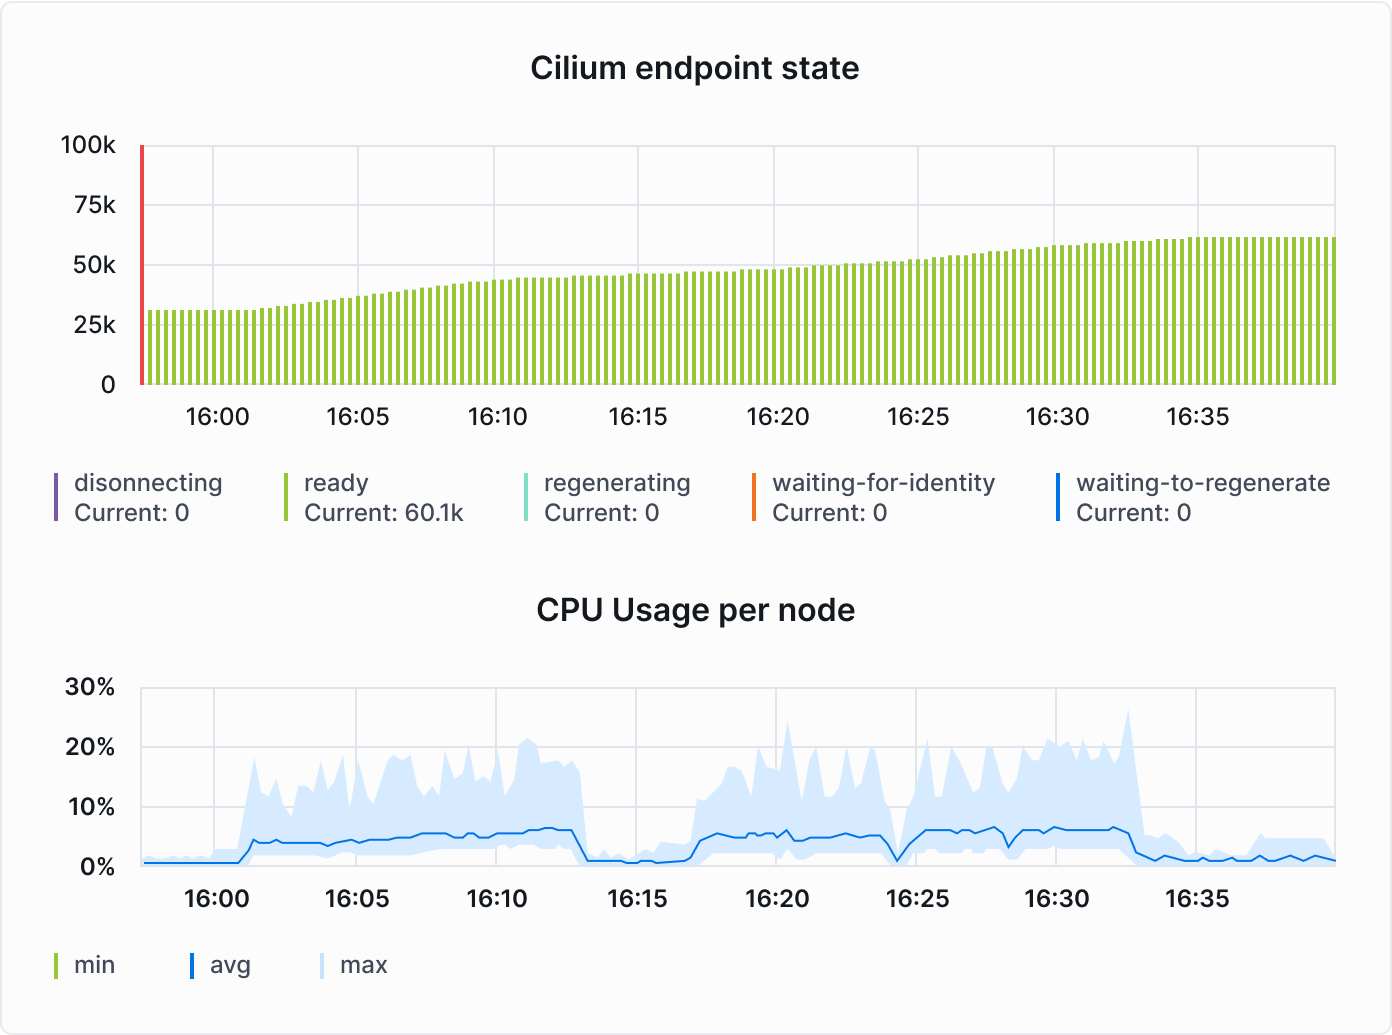 Cilium endpoint state
100k
75k
50k
25k
0
16:00 16:05 16:10 16:15 16:20 16:25 16:30 16:35
disonnecting ready regenerating waiting-for-identity waiting-to-regenerate
Current: 0 Current: 60.1k Current: 0 Current: 0 Current: 0
CPU Usage per node
30%
20%
10%
0%
16:00 16:05 16:10 16:15 16:20 16:25 16:30 16:35
min avg max